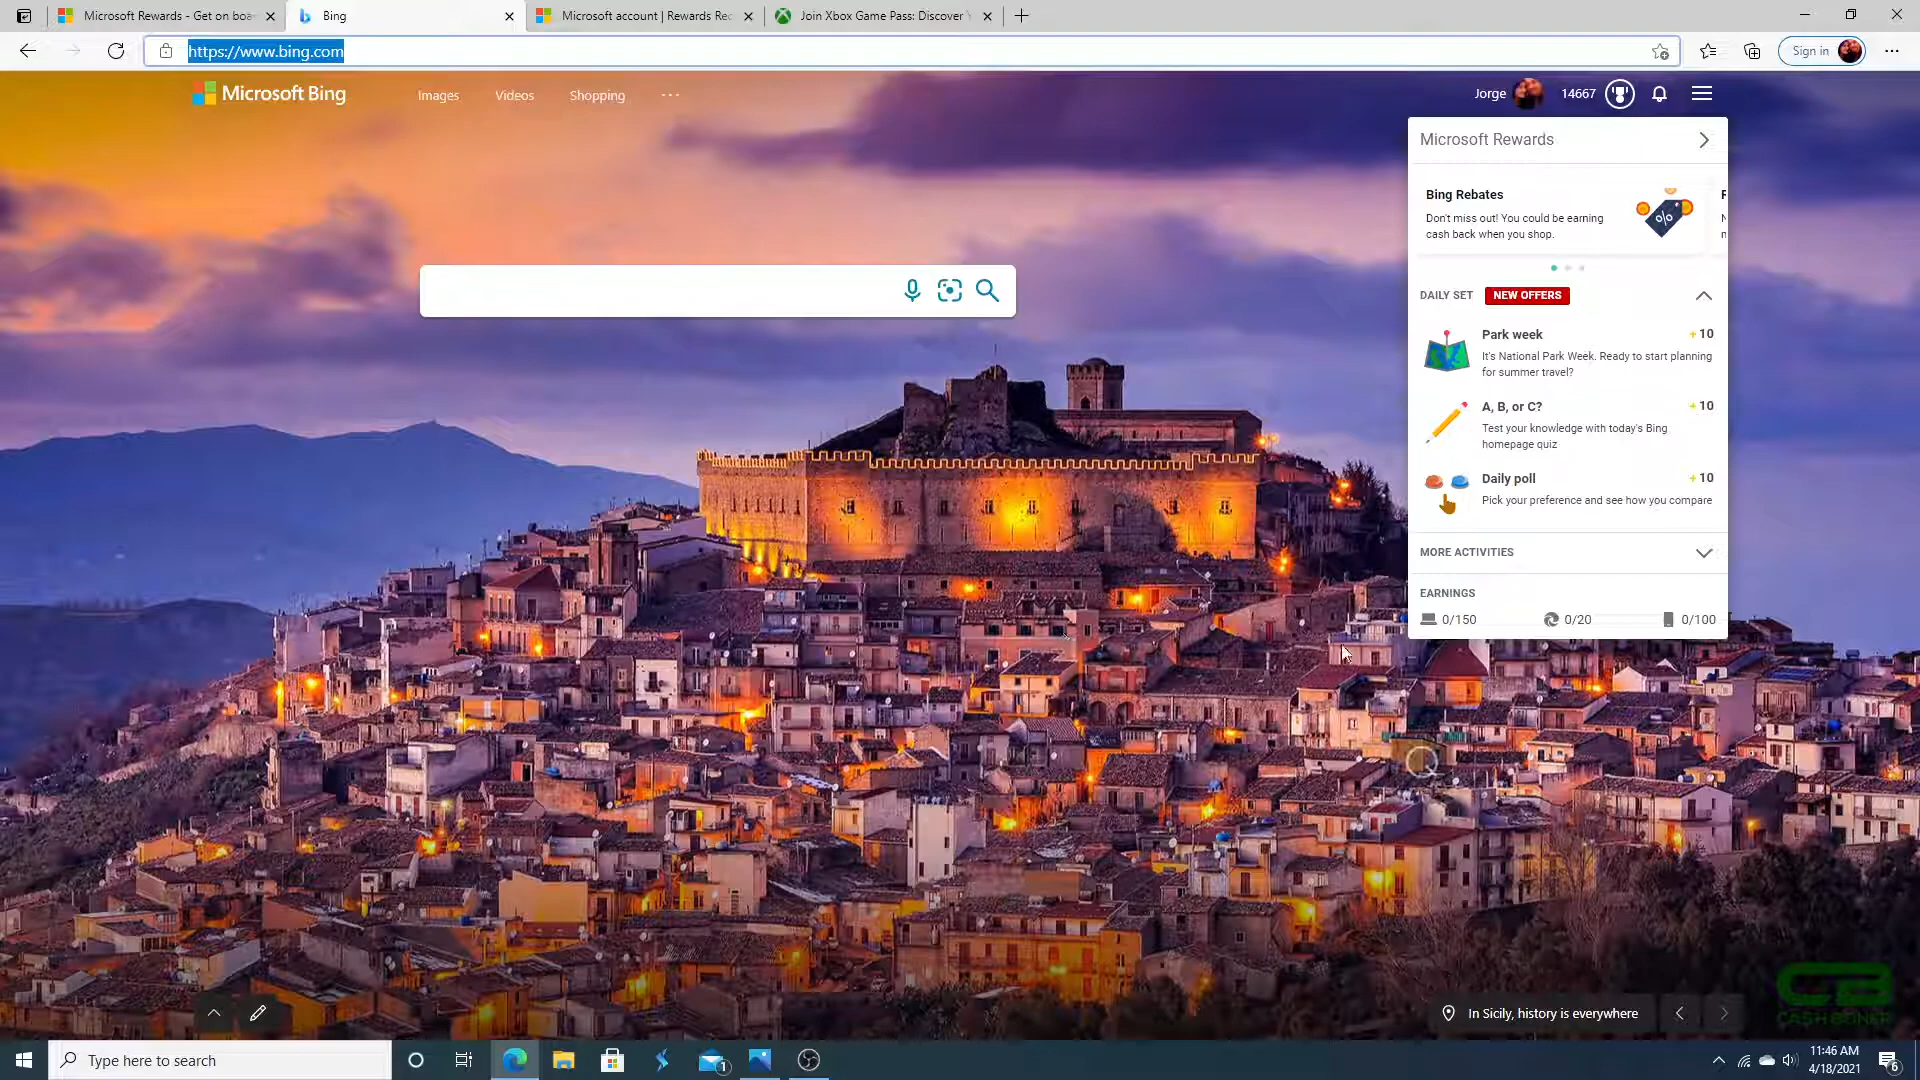 Microsoft Rewards - Get on boa
Bing
Microsoft account | Rewards Rec
Join Xbox Game Pass: Discover Y
https://www.bing.com
Sign in
Microsoft Bing
Images
Videos
Shopping
Jorge
14667
Microsoft Rewards
Bing Rebates
Don't miss out! You could be earning
cash back when you shop.
DAILY SET
NEW OFFERS
Park week
+10
It's National Park Week. Ready to start planning
for summer travel?
A, B, or C?
+10
Test your knowledge with today's Bing
homepage quiz
Daily poll
+10
Pick your preference and see how you compare
MORE ACTIVITIES
EARNINGS
0/150
0/20
0/100
In Sicily, history is everywhere
Type here to search
1
11:46 AM
4/18/2021
6